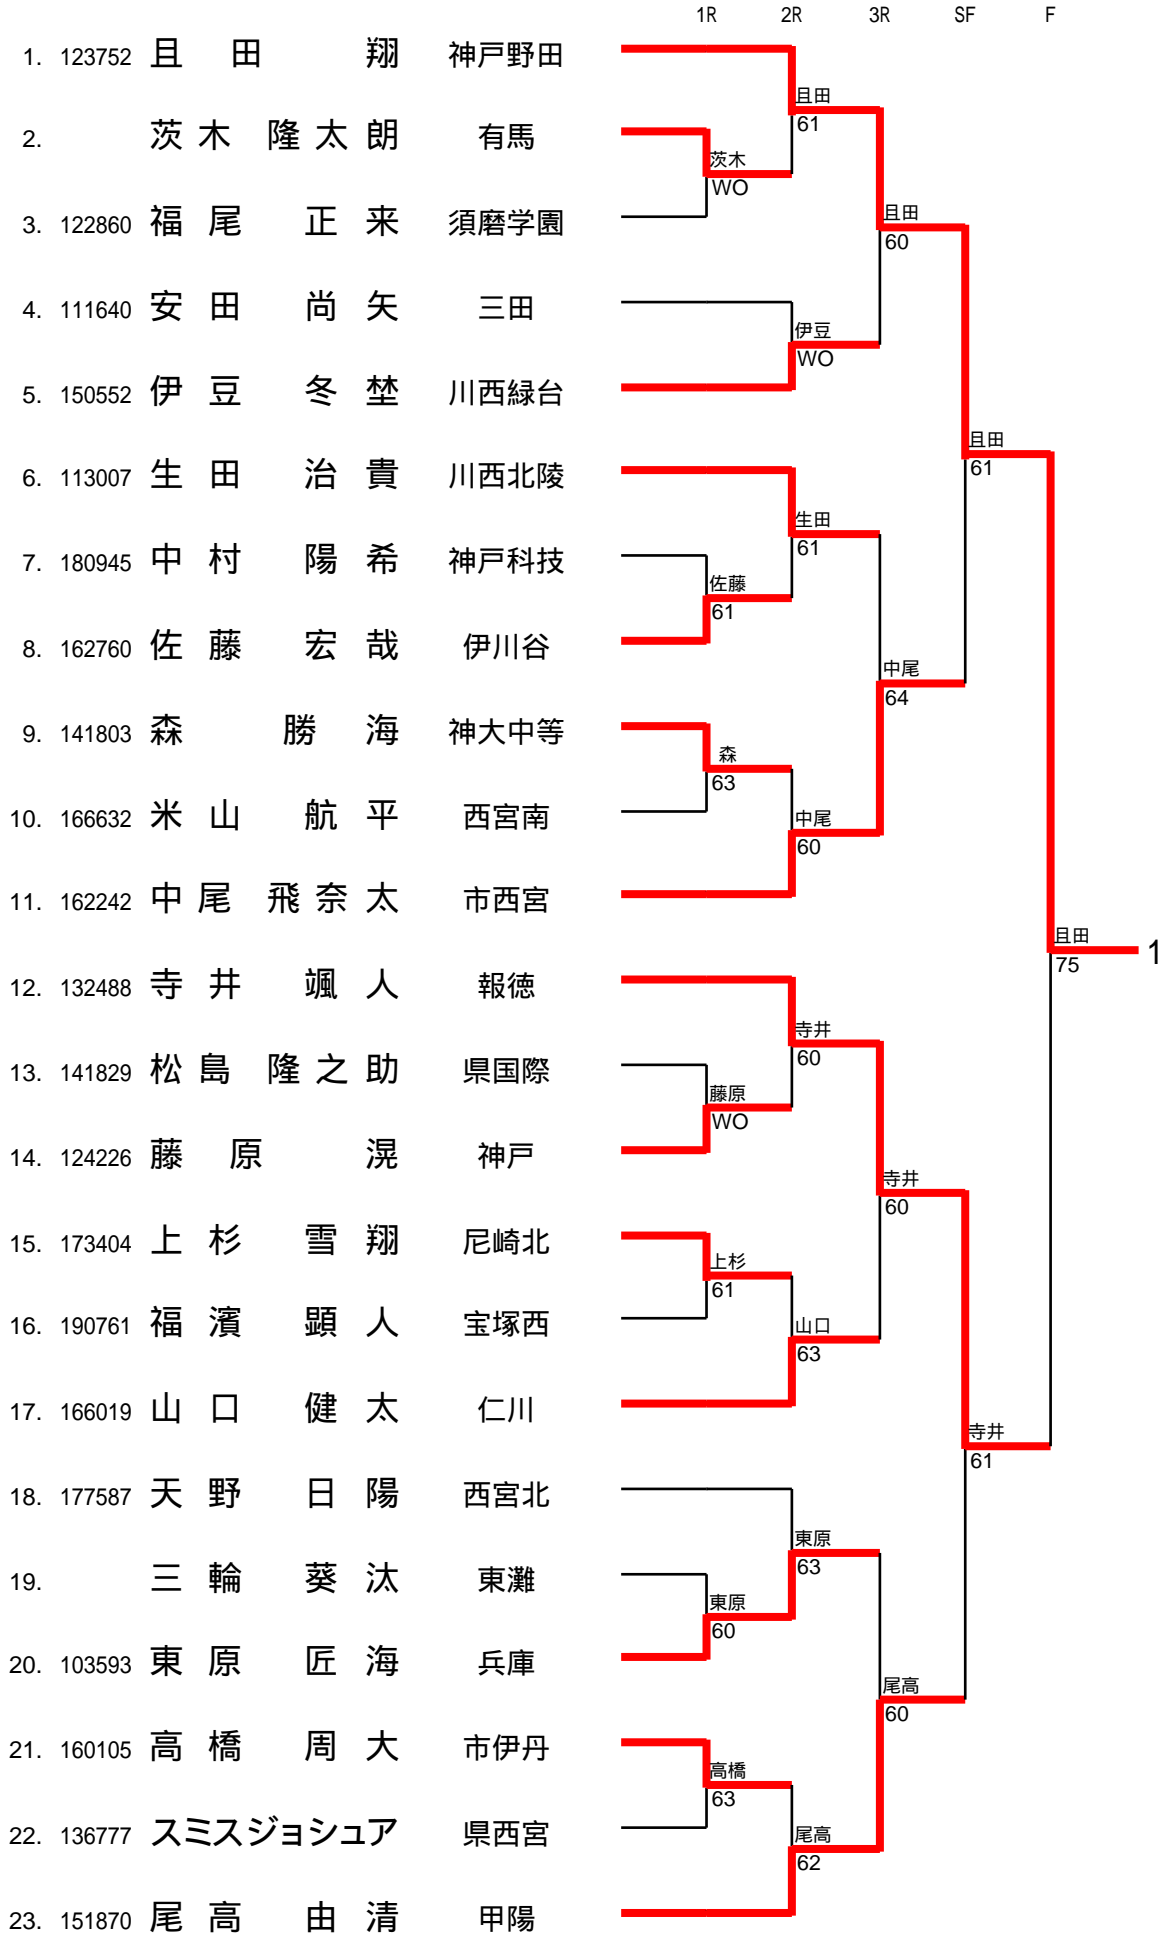 1R 2R 3R SF F
1. 123752 且田 翔 神戸野田
且田
61
2. 茨木 隆太朗 有馬
茨木
WO
3. 122860 福尾 正来 須磨学園
且田
60
4. 111640 安田 尚矢 三田
伊豆
WO
5. 150552 伊豆 冬埜 川西緑台
且田
61
6. 113007 生田 治貴 川西北陵
生田
61
7. 180945 中村 陽希 神戸科技
佐藤
61
8. 162760 佐藤 宏哉 伊川谷
中尾
64
9. 141803 森 勝海 神大中等
森
63
10. 166632 米山 航平 西宮南
中尾
60
11. 162242 中尾 飛奈太 市西宮
且田 1
75
12. 132488 寺井 颯人 報徳
寺井
60
13. 141829 松島 隆之助 県国際
藤原
WO
14. 124226 藤原 滉 神戸
寺井
60
15. 173404 上杉 雪翔 尼崎北
上杉
61
16. 190761 福濱 顕人 宝塚西
山口
63
17. 166019 山口 健太 仁川
寺井
61
18. 177587 天野 日陽 西宮北
東原
63
19. 三輪 葵汰 東灘
東原
60
20. 103593 東原 匠海 兵庫
尾高
60
21. 160105 高橋 周大 市伊丹
高橋
63
22. 136777 スミスジョシュア 県西宮
尾高
62
23. 151870 尾高 由清 甲陽